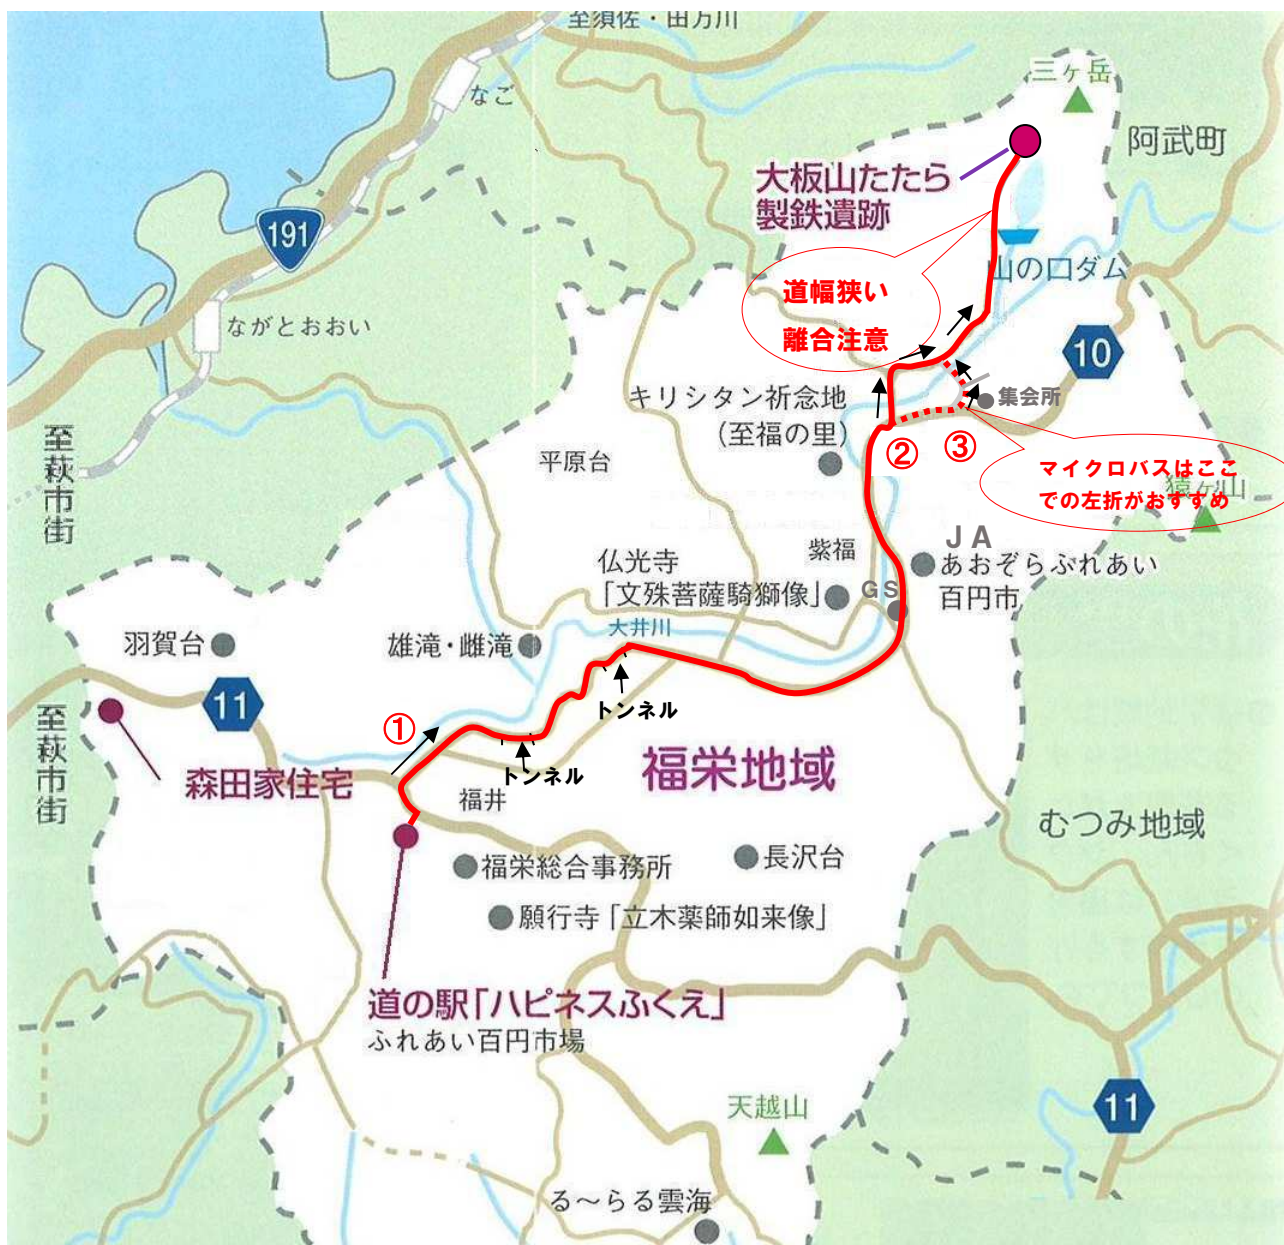 至須佐・田万川
なご
三ヶ岳
阿武町
大板山たたら
製鉄遺跡
191
山の口ダム
道幅狭い
離合注意
ながとおおい
10
キリシタン祈念地
（至福の里）
集会所
②
③
至萩市街
平原台
マイクロバスはここ
での左折がおすすめ
猿ヶ山
紫福
JA
あおぞらふれあい
百円市
仏光寺
「文殊菩薩騎獅像」
GS
大井川
羽賀台
雄滝・雌滝
11
至萩市街
①
トンネル
トンネル
森田家住宅
福井
福栄地域
むつみ地域
福栄総合事務所
長沢台
願行寺「立木薬師如来像」
道の駅「ハピネスふくえ」
ふれあい百円市場
天越山
11
る～らる雲海